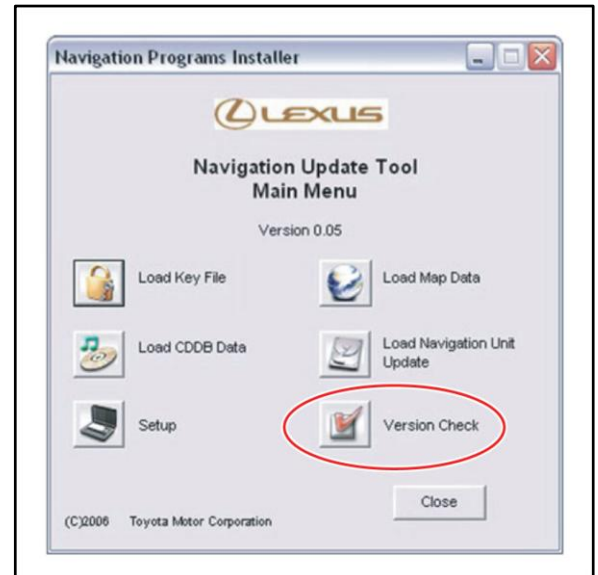 Navigation Programs Installer
LEXUS
Navigation Update Tool
Main Menu
Version 0.05
Load Key File
Load Map Data
Load CDDB Data
Load Navigation Unit
Update
Setup
Version Check
Close
(C)2006 Toyota Motor Corporation